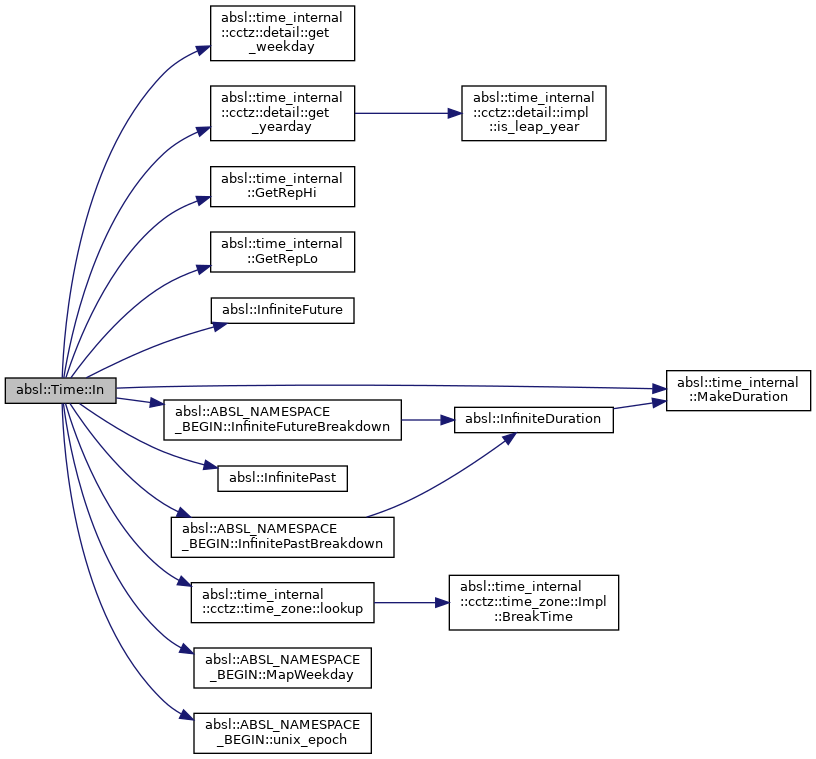 absl::time_internal
::cctz::detail::get
_weekday
absl::time_internal
::cctz::detail::get
_yearday
absl::time_internal
::cctz::detail::impl
::is_leap_year
absl::time_internal
::GetRepHi
absl::time_internal
::GetRepLo
absl::InfiniteFuture
absl::Time::In
absl::time_internal
::MakeDuration
absl::ABSL_NAMESPACE
_BEGIN::InfiniteFutureBreakdown
absl::InfiniteDuration
absl::InfinitePast
absl::ABSL_NAMESPACE
_BEGIN::InfinitePastBreakdown
absl::time_internal
::cctz::time_zone::lookup
absl::time_internal
::cctz::time_zone::Impl
::BreakTime
absl::ABSL_NAMESPACE
_BEGIN::MapWeekday
absl::ABSL_NAMESPACE
_BEGIN::unix_epoch